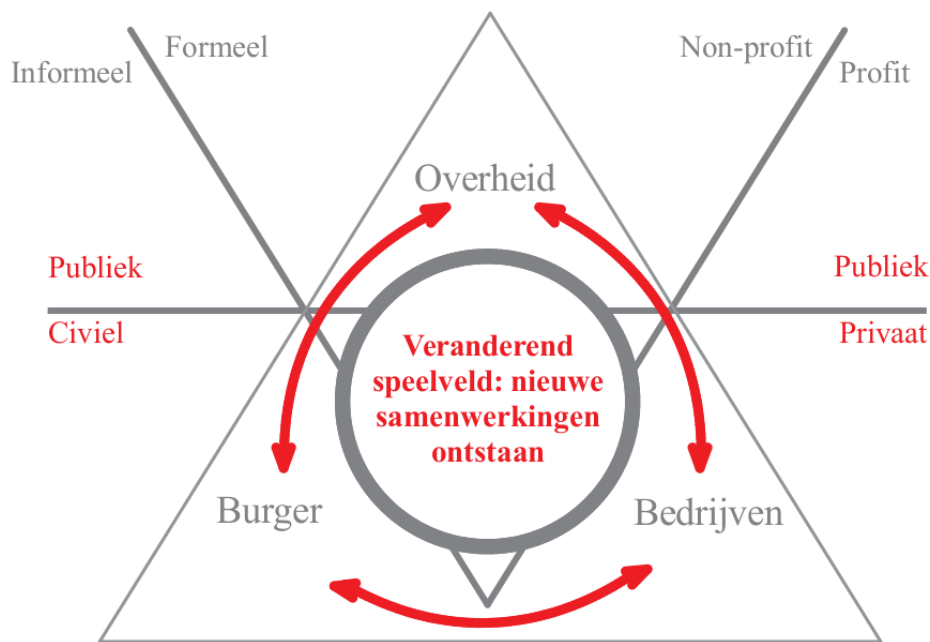 Formeel
Informeel
Non-profit
Profit
Overheid
Publiek
Civiel
Publiek
Privaat
Veranderend
speelveld: nieuwe
samenwerkingen
ontstaan
Burger
Bedrijven